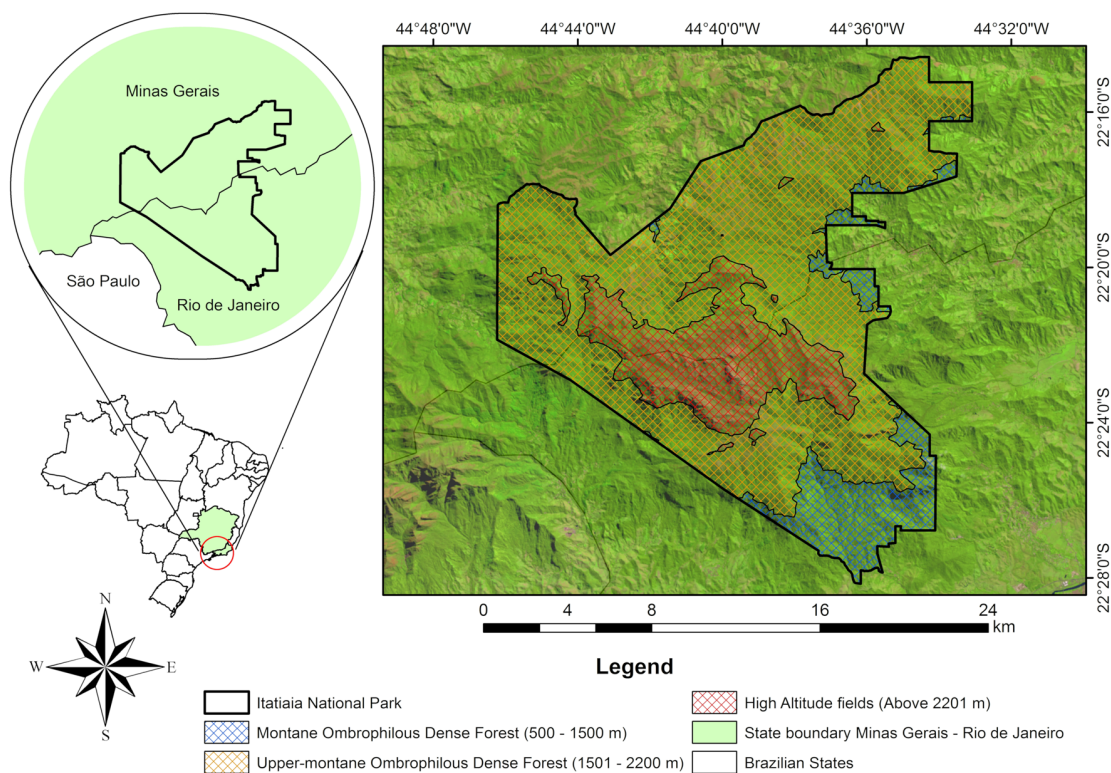 Minas Gerais
São Paulo
Rio de Janeiro
44°48'0"W 44°44'0"W 44°40'0"W 44°36'0"W 44°32'0"W
22°16'0"S
22°20'0"S
22°24'0"S
22°28'0"S
0 4 8 16 24
km
N
W E
S
Legend
Itatiaia National Park
Montane Ombrophilous Dense Forest (500 - 1500 m)
Upper-montane Ombrophilous Dense Forest (1501 - 2200 m)
High Altitude fields (Above 2201 m)
State boundary Minas Gerais - Rio de Janeiro
Brazilian States